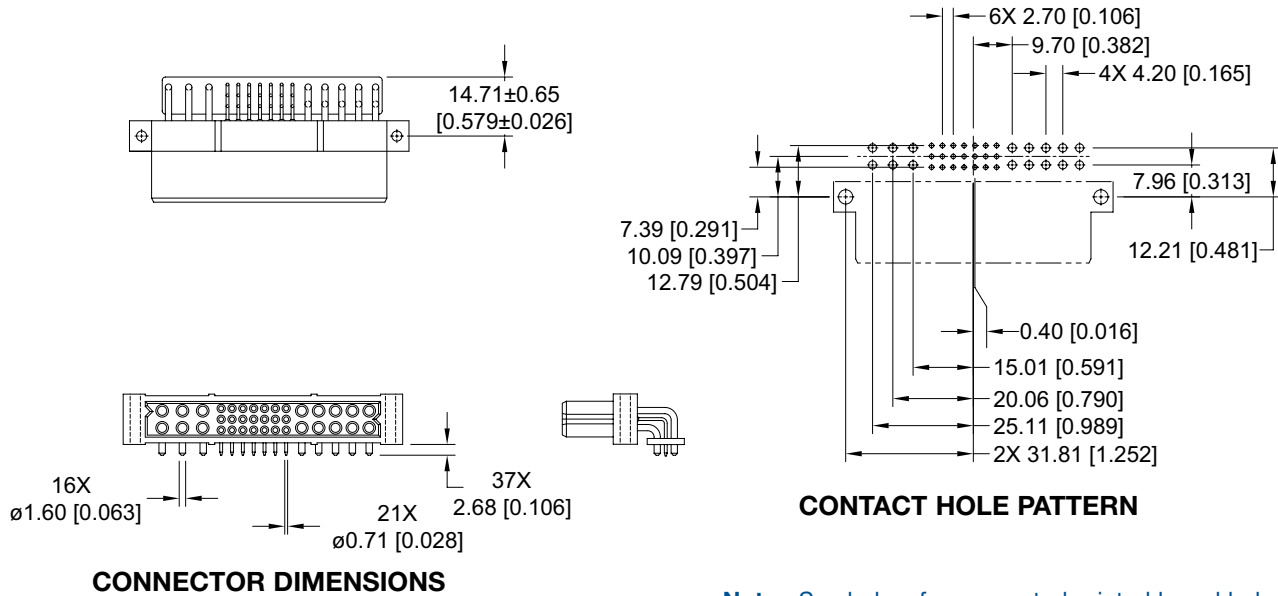 14.71±0.65
[0.579±0.026]
6X 2.70 [0.106]
9.70 [0.382]
4X 4.20 [0.165]
7.96 [0.313]
7.39 [0.291]
10.09 [0.397]
12.79 [0.504]
12.21 [0.481]
0.40 [0.016]
15.01 [0.591]
20.06 [0.790]
25.11 [0.989]
2X 31.81 [1.252]
CONTACT HOLE PATTERN
16X
ø1.60 [0.063]
21X
ø0.71 [0.028]
37X
2.68 [0.106]
CONNECTOR DIMENSIONS